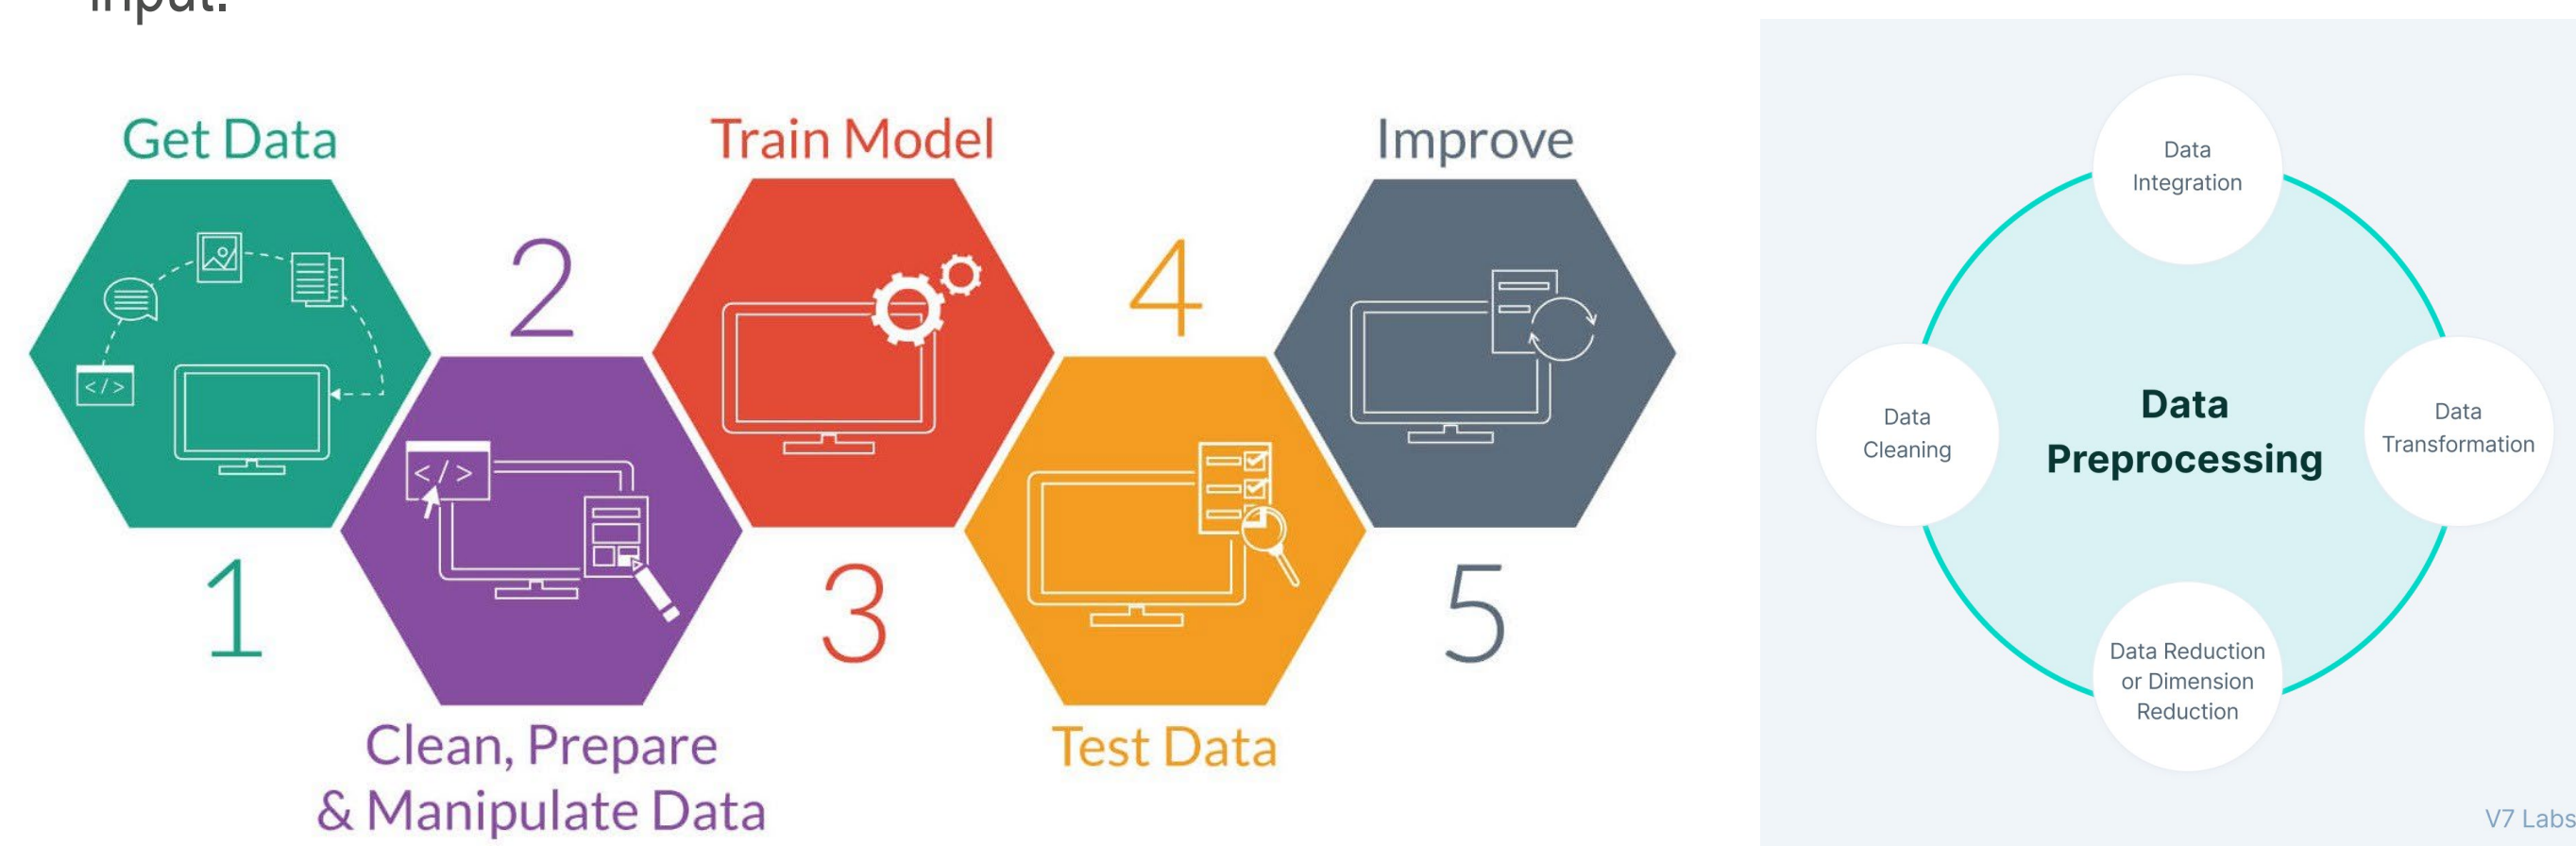 input.
Get Data
Train Model
Improve
2
4
1
3
5
Clean, Prepare
& Manipulate Data
Test Data
</>
</>
Data
Integration
Data
Cleaning
Data
Preprocessing
Data
Transformation
Data Reduction
or Dimension
Reduction
V7 Labs